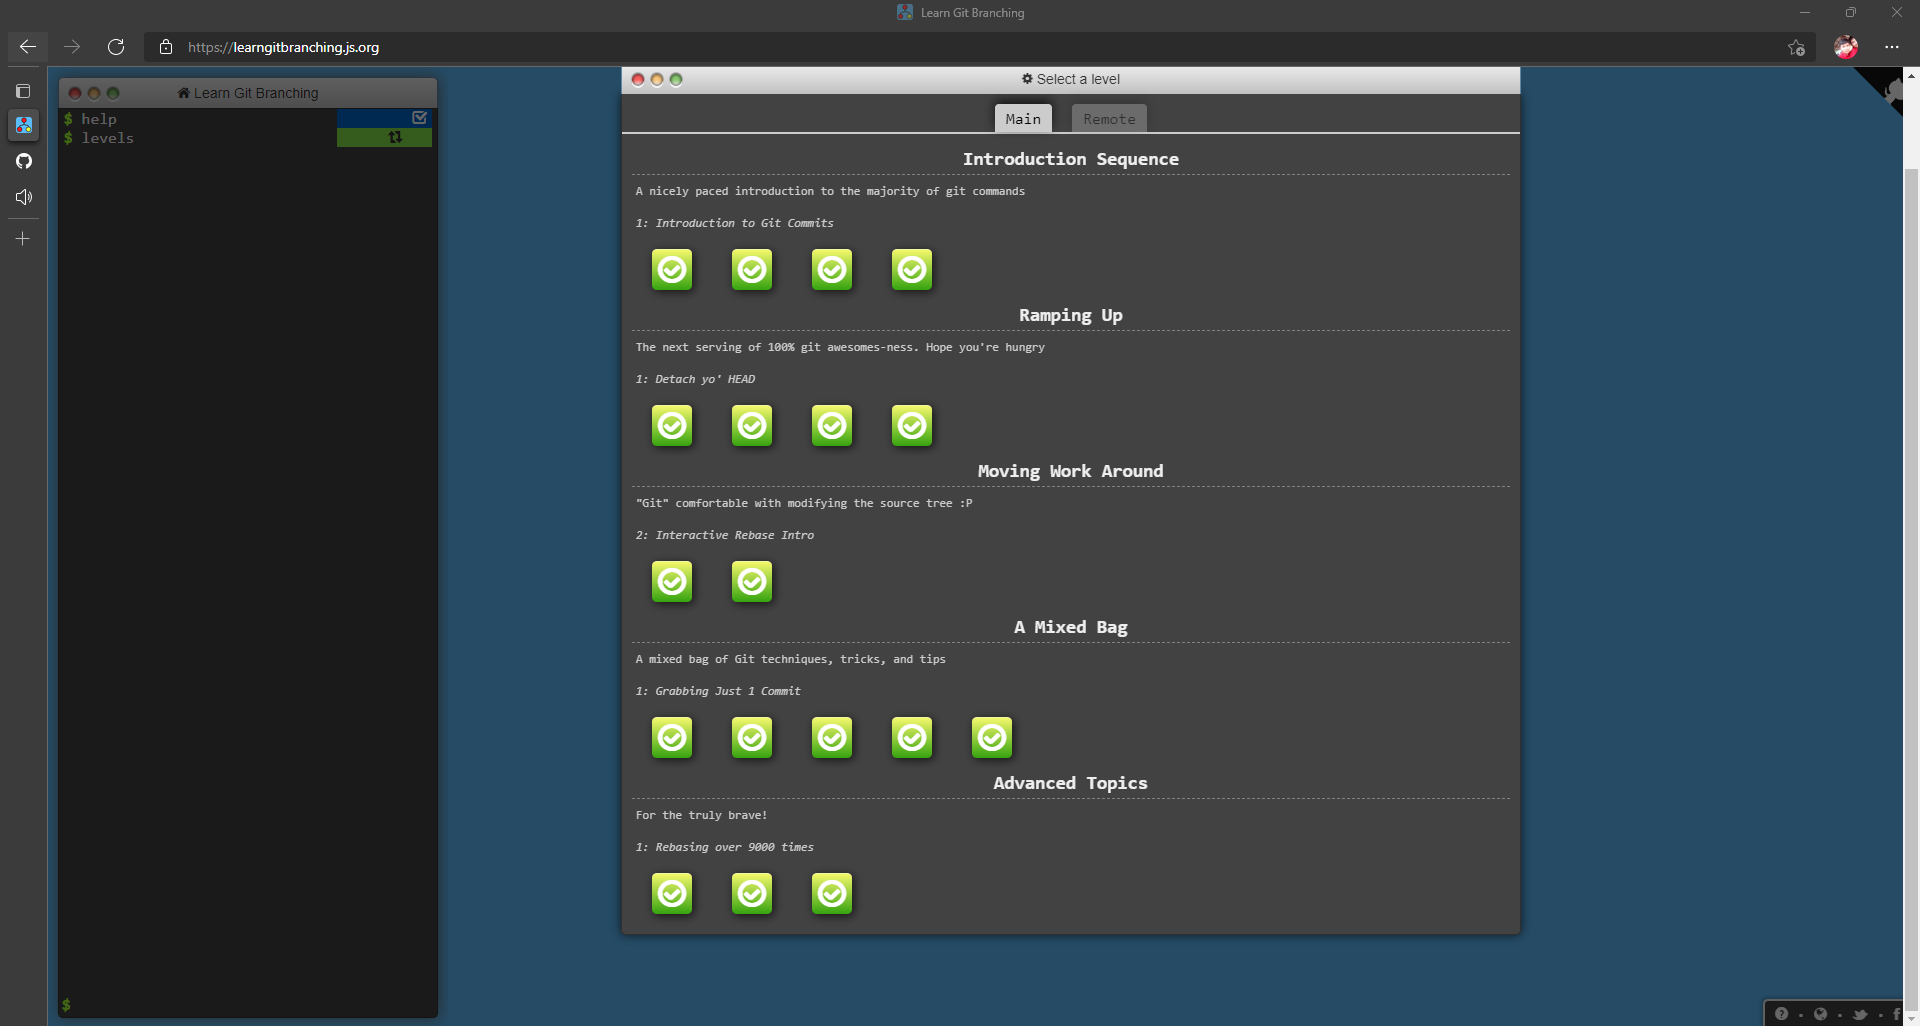 Learn Git Branching
https://learngitbranching.js.org
Learn Git Branching
$ help
$ levels
$
Select a level
Main
Remote
Introduction Sequence
A nicely paced introduction to the majority of git commands
1: Introduction to Git Commits
Ramping Up
The next serving of 100% git awesomes-ness. Hope you're hungry
1: Detach yo' HEAD
Moving Work Around
"Git" comfortable with modifying the source tree :P
2: Interactive Rebase Intro
A Mixed Bag
A mixed bag of Git techniques, tricks, and tips
1: Grabbing Just 1 Commit
Advanced Topics
For the truly brave!
1: Rebasing over 9000 times